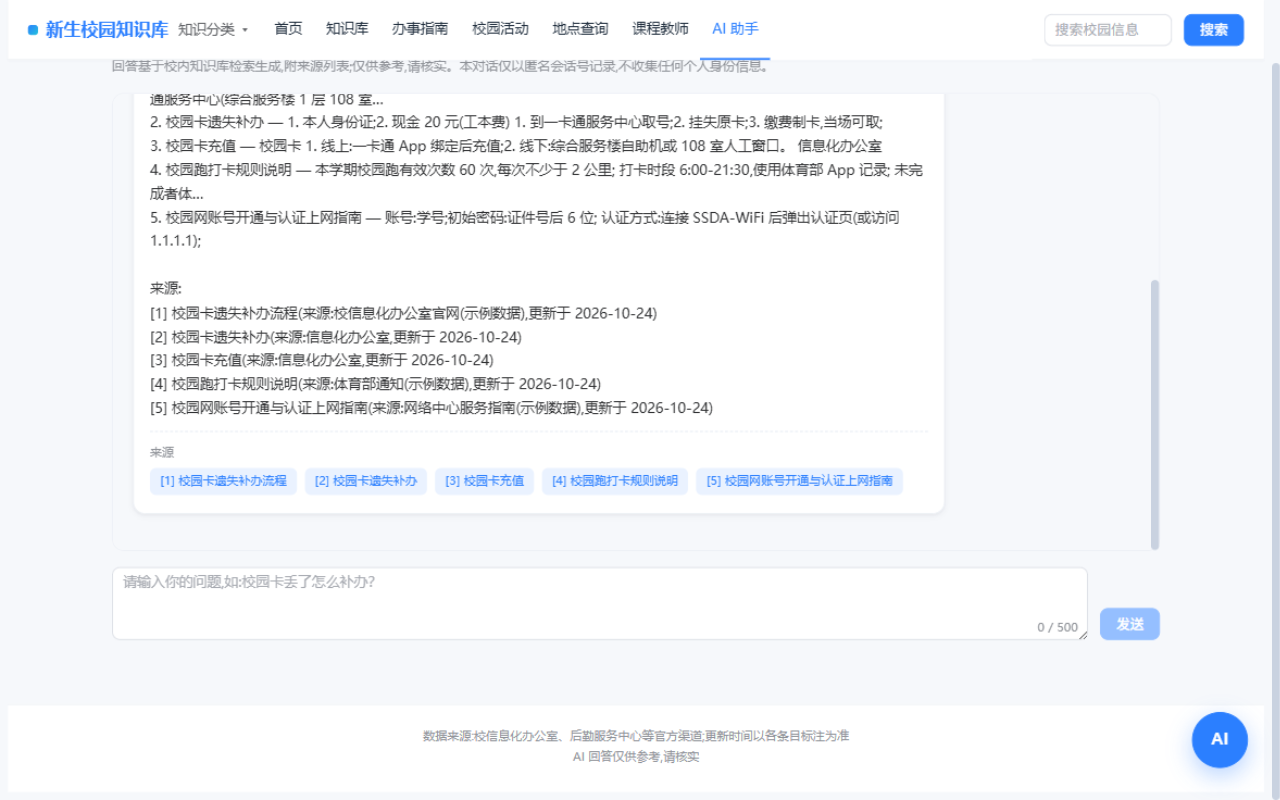 新生校园知识库 知识分类 首页 知识库 办事指南 校园活动 地点查询 课程教师 AI 助手 搜索校园信息 搜索
回答基于校内知识库检索生成,附来源列表;仅供参考,请核实。本对话仅以匿名会话号记录,不收集任何个人身份信息。
通服务中心(综合服务楼 1 层 108 室...
2. 校园卡遗失补办 — 1. 本人身份证;2. 现金 20 元(工本费) 1. 到一卡通服务中心取号;2. 挂失原卡;3. 缴费制卡,当场可取;
3. 校园卡充值 — 校园卡 1. 线上:一卡通 App 绑定后充值;2. 线下:综合服务楼自助机或 108 室人工窗口。 信息化办公室
4. 校园跑打卡规则说明 — 本学期校园跑有效次数 60 次,每次不少于 2 公里; 打卡时段 6:00-21:30,使用体育部 App 记录; 未完
成者体...
5. 校园网账号开通与认证上网指南 — 账号:学号;初始密码:证件号后 6 位; 认证方式:连接 SSDA-WiFi 后弹出认证页(或访问
1.1.1.1);
来源:
[1] 校园卡遗失补办流程(来源:校信息化办公室官网(示例数据),更新于 2026-10-24)
[2] 校园卡遗失补办(来源:信息化办公室,更新于 2026-10-24)
[3] 校园卡充值(来源:信息化办公室,更新于 2026-10-24)
[4] 校园跑打卡规则说明(来源:体育部通知(示例数据),更新于 2026-10-24)
[5] 校园网账号开通与认证上网指南(来源:网络中心服务指南(示例数据),更新于 2026-10-24)
来源
[1] 校园卡遗失补办流程 [2] 校园卡遗失补办 [3] 校园卡充值 [4] 校园跑打卡规则说明 [5] 校园网账号开通与认证上网指南
请输入你的问题,如:校园卡丢了怎么补办?
0 / 500
发送
数据来源:校信息化办公室、后勤服务中心等官方渠道;更新时间以各条目标注为准
AI 回答仅供参考,请核实
AI